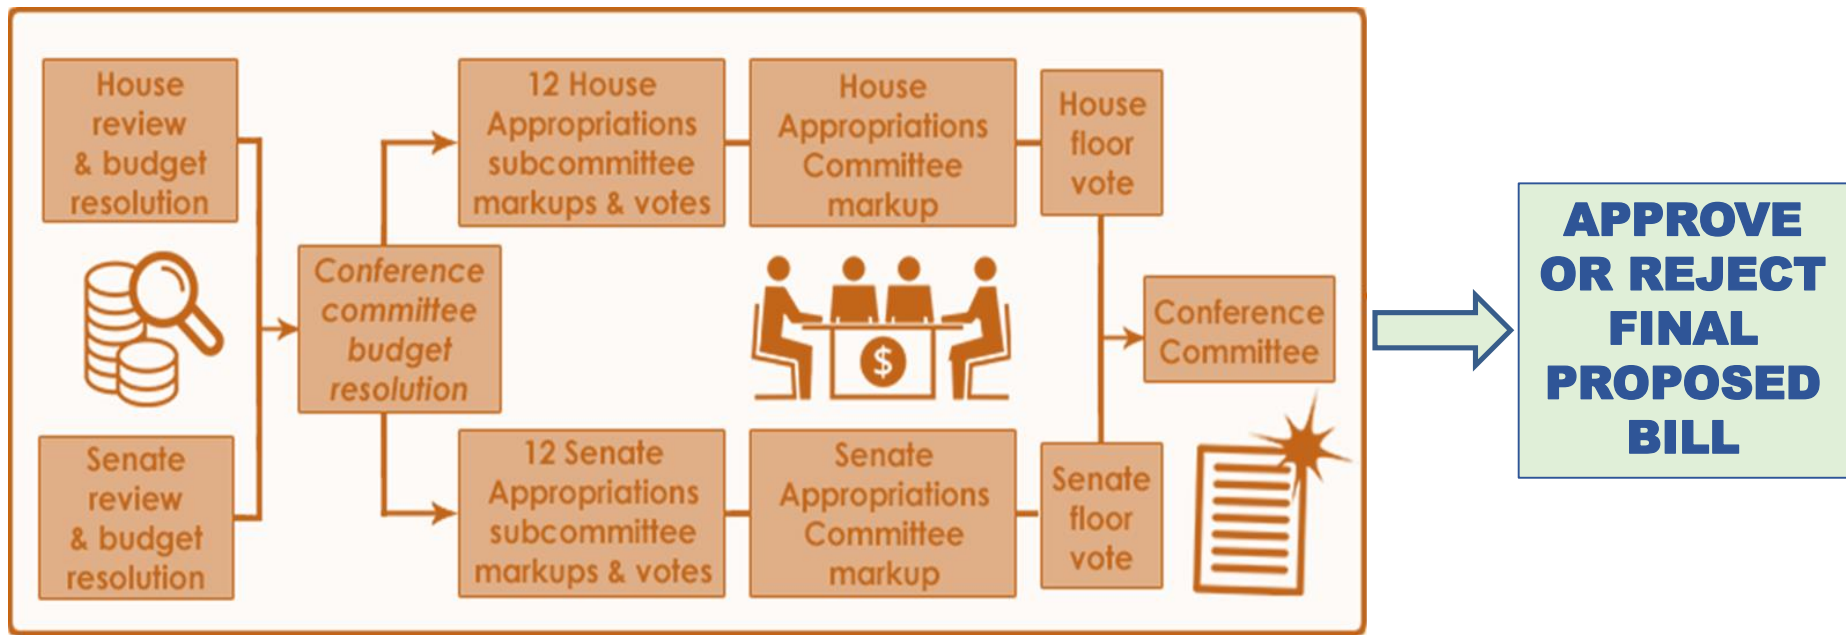 House
review
& budget
resolution
Senate
review
& budget
resolution
Conference
committee
budget
resolution
12 House
Appropriations
subcommittee
markups & votes
House
Appropriations
Committee
markup
House
floor
vote
12 Senate
Appropriations
subcommittee
markups & votes
Senate
Appropriations
Committee
markup
Senate
floor
vote
$
Conference
Committee
APPROVE
OR REJECT
FINAL
PROPOSED
BILL